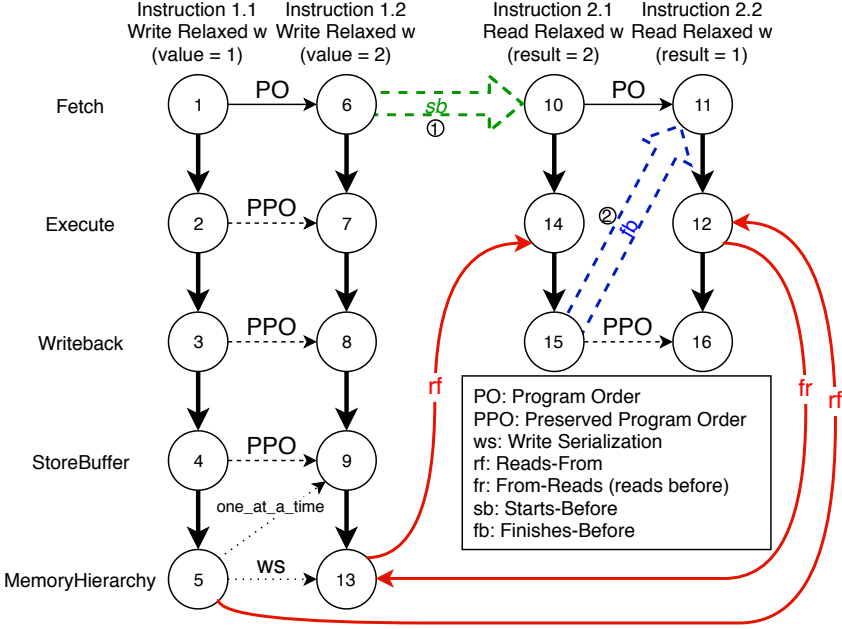 Instruction 1.1
Write Relaxed w
(value = 1)
Instruction 1.2
Write Relaxed w
(value = 2)
Instruction 2.1
Read Relaxed w
(result = 2)
Instruction 2.2
Read Relaxed w
(result = 1)
Fetch
1
PO
6
sb
1
10
PO
11
Execute
2
PPO
7
14
2
fb
12
Writeback
3
PPO
8
15
PPO
16
rf
fr
rf
StoreBuffer
4
PPO
9
one_at_a_time
MemoryHierarchy
5
ws
13
PO: Program Order
PPO: Preserved Program Order
ws: Write Serialization
rf: Reads-From
fr: From-Reads (reads before)
sb: Starts-Before
fb: Finishes-Before